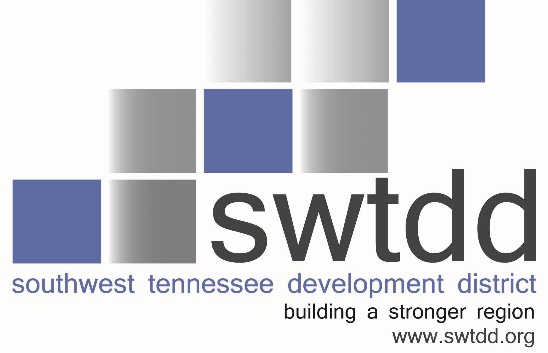 swtdd
southwest tennessee development district
building a stronger region
www.swtdd.org